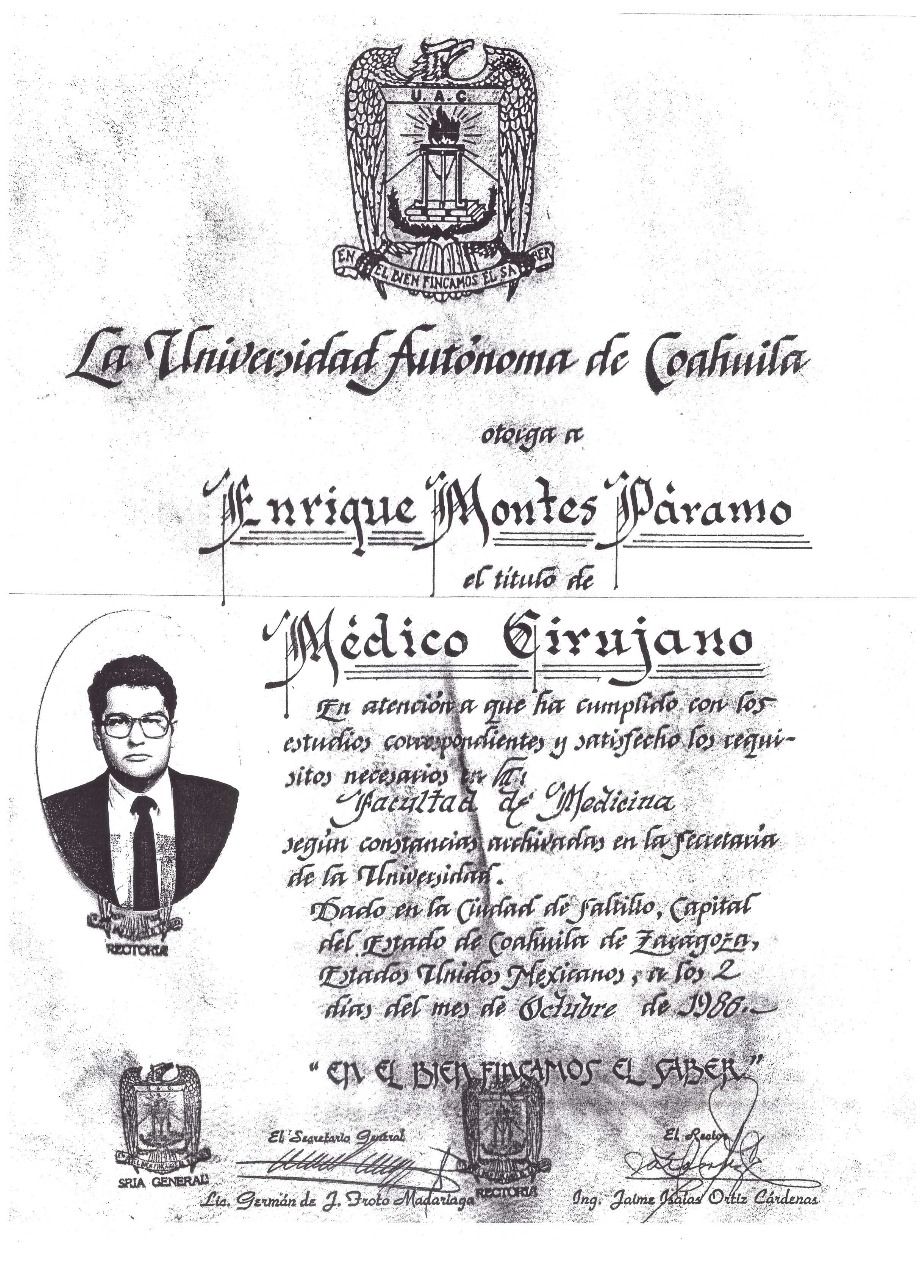 U. A. C.
EN EL BIEN FINCAMOS EL SABER
La Universidad Autónoma de Coahuila
otorga a
Enrique Montes Páramo
el título de
Médico Cirujano
En atención a que ha cumplido con los
estudios correspondientes y satisfecho los requi-
sitos necesarios en la:
Facultad de Medicina
según constancias archivadas en la Secretaría
de la Universidad.
Dado en la Ciudad de Saltillo, Capital
del Estado de Coahuila de Zaragoza,
Estados Unidos Mexicanos, a los 2
días del mes de Octubre de 1986.-
RECTORIA
"EN EL BIEN FINCAMOS EL SABER."
El Secretario General
El Rector
SRIA GENERAL
RECTORIA
Lic. Germán de J. Froto Madariaga
Ing. Jaime Isaías Ortiz Cárdenas